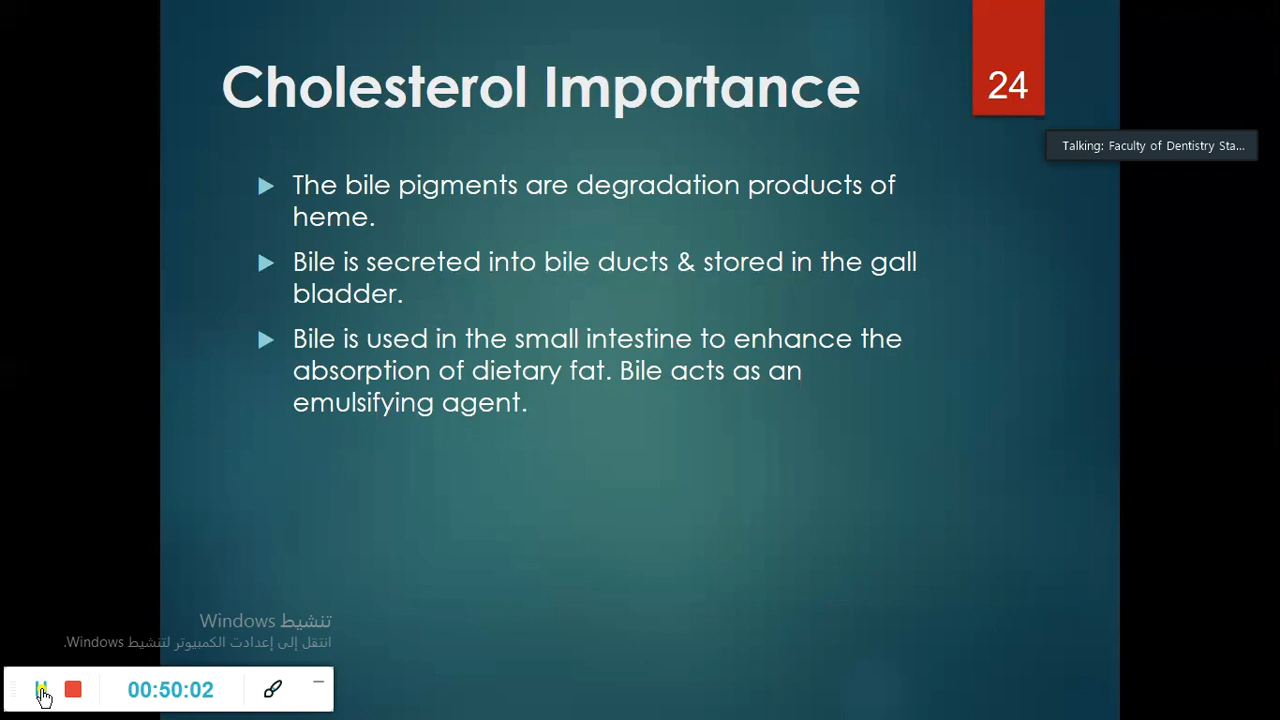 Cholesterol Importance
24
Talking: Faculty of Dentistry Sta...
The bile pigments are degradation products of
heme.
Bile is secreted into bile ducts & stored in the gall
bladder.
Bile is used in the small intestine to enhance the
absorption of dietary fat. Bile acts as an
emulsifying agent.
تنشيط Windows
انتقل إلى إعدادت الكمبيوتر لتنشيط Windows.
00:50:02